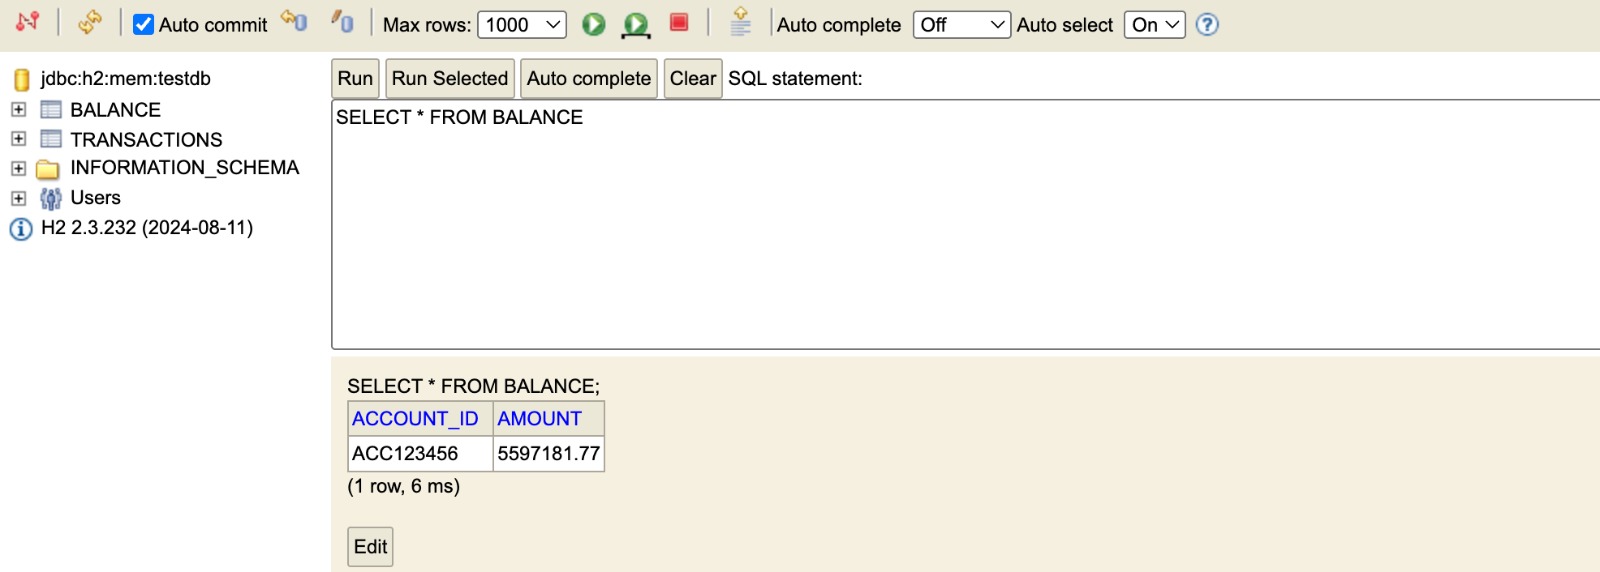 Auto commit Max rows: 1000 Auto complete Off Auto select On ?
jdbc:h2:mem:testdb
BALANCE
TRANSACTIONS
INFORMATION_SCHEMA
Users
H2 2.3.232 (2024-08-11)
Run Run Selected Auto complete Clear SQL statement:
SELECT * FROM BALANCE
SELECT * FROM BALANCE;
ACCOUNT_ID AMOUNT
ACC123456 5597181.77
(1 row, 6 ms)
Edit